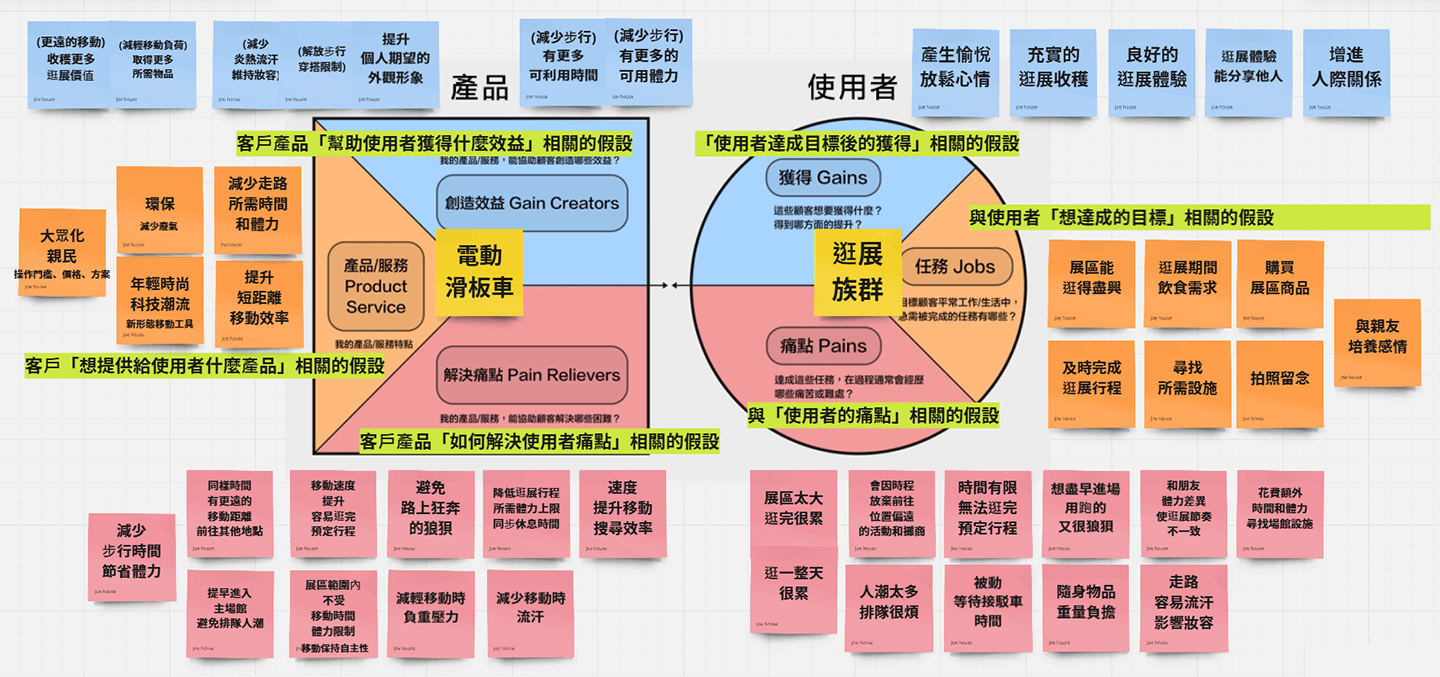 (更遠的移動)
收穫更多
逛展價值
Joe house
(減輕移動負荷)
取得更多
所需物品
Joe house
(減少
炎熱流汗
維持妝容)
Joe house
(解放步行
穿搭限制)
Joe house
提升
個人期望的
外觀形象
Joe house
產品
(減少步行)
有更多
可利用時間
Joe house
(減少步行)
有更多的
可用體力
Joe house
使用者
產生愉悅
放鬆心情
Joe house
充實的
逛展收穫
Joe house
良好的
逛展體驗
Joe house
逛展體驗
能分享他人
Joe house
增進
人際關係
Joe house
客戶產品「幫助使用者獲得什麼效益」相關的假設
我的產品/服務，能協助顧客創造哪些效益？
創造效益 Gain Creators
「使用者達成目標後的獲得」相關的假設
獲得 Gains
這些顧客想要獲得什麼？
得到哪方面的提升？
與使用者「想達成的目標」相關的假設
大眾化
親民
操作門檻、價格、方案
Joe house
環保
減少廢氣
Joe house
減少走路
所需時間
和體力
Joe house
年輕時尚
科技潮流
新形態移動工具
Joe house
提升
短距離
移動效率
Joe house
產品/服務
Product
Service
我的產品/服務特點
電動
滑板車
逛展
族群
任務 Jobs
目標顧客平常工作/生活中，
急需被完成的任務有哪些？
展區能
逛得盡興
Joe house
逛展期間
飲食需求
Joe house
購買
展區商品
Joe house
與親友
培養感情
Joe house
及時完成
逛展行程
Joe house
尋找
所需設施
Joe house
拍照留念
Joe house
客戶「想提供給使用者什麼產品」相關的假設
解決痛點 Pain Relievers
我的產品/服務，能協助顧客解決哪些困難？
客戶產品「如何解決使用者痛點」相關的假設
痛點 Pains
達成這些任務，在過程通常會經歷
哪些痛苦或難處？
與「使用者的痛點」相關的假設
減少
步行時間
節省體力
Joe house
同樣時間
有更遠的
移動距離
前往其他地點
Joe house
移動速度
提升
容易逛完
預定行程
Joe house
避免
路上狂奔
的狼狽
Joe house
降低逛展行程
所需體力上限
同步休息時間
Joe house
速度
提升移動
搜尋效率
Joe house
提早進入
主場館
避免排隊人潮
Joe house
展區範圍內
不受
移動時間
體力限制
移動保持自主性
Joe house
減輕移動時
負重壓力
Joe house
減少移動時
流汗
Joe house
展區太大
逛完很累
會因時程
放棄前往
位置偏遠
的活動和攤商
Joe house
時間有限
無法逛完
預定行程
Joe house
想盡早進場
用跑的
又很狼狽
Joe house
和朋友
體力差異
使逛展節奏
不一致
Joe house
花費額外
時間和體力
尋找場館設施
Joe house
逛一整天
很累
Joe house
人潮太多
排隊很煩
Joe house
被動
等待接駁車
時間
Joe house
隨身物品
重量負擔
Joe house
走路
容易流汗
影響妝容
Joe house